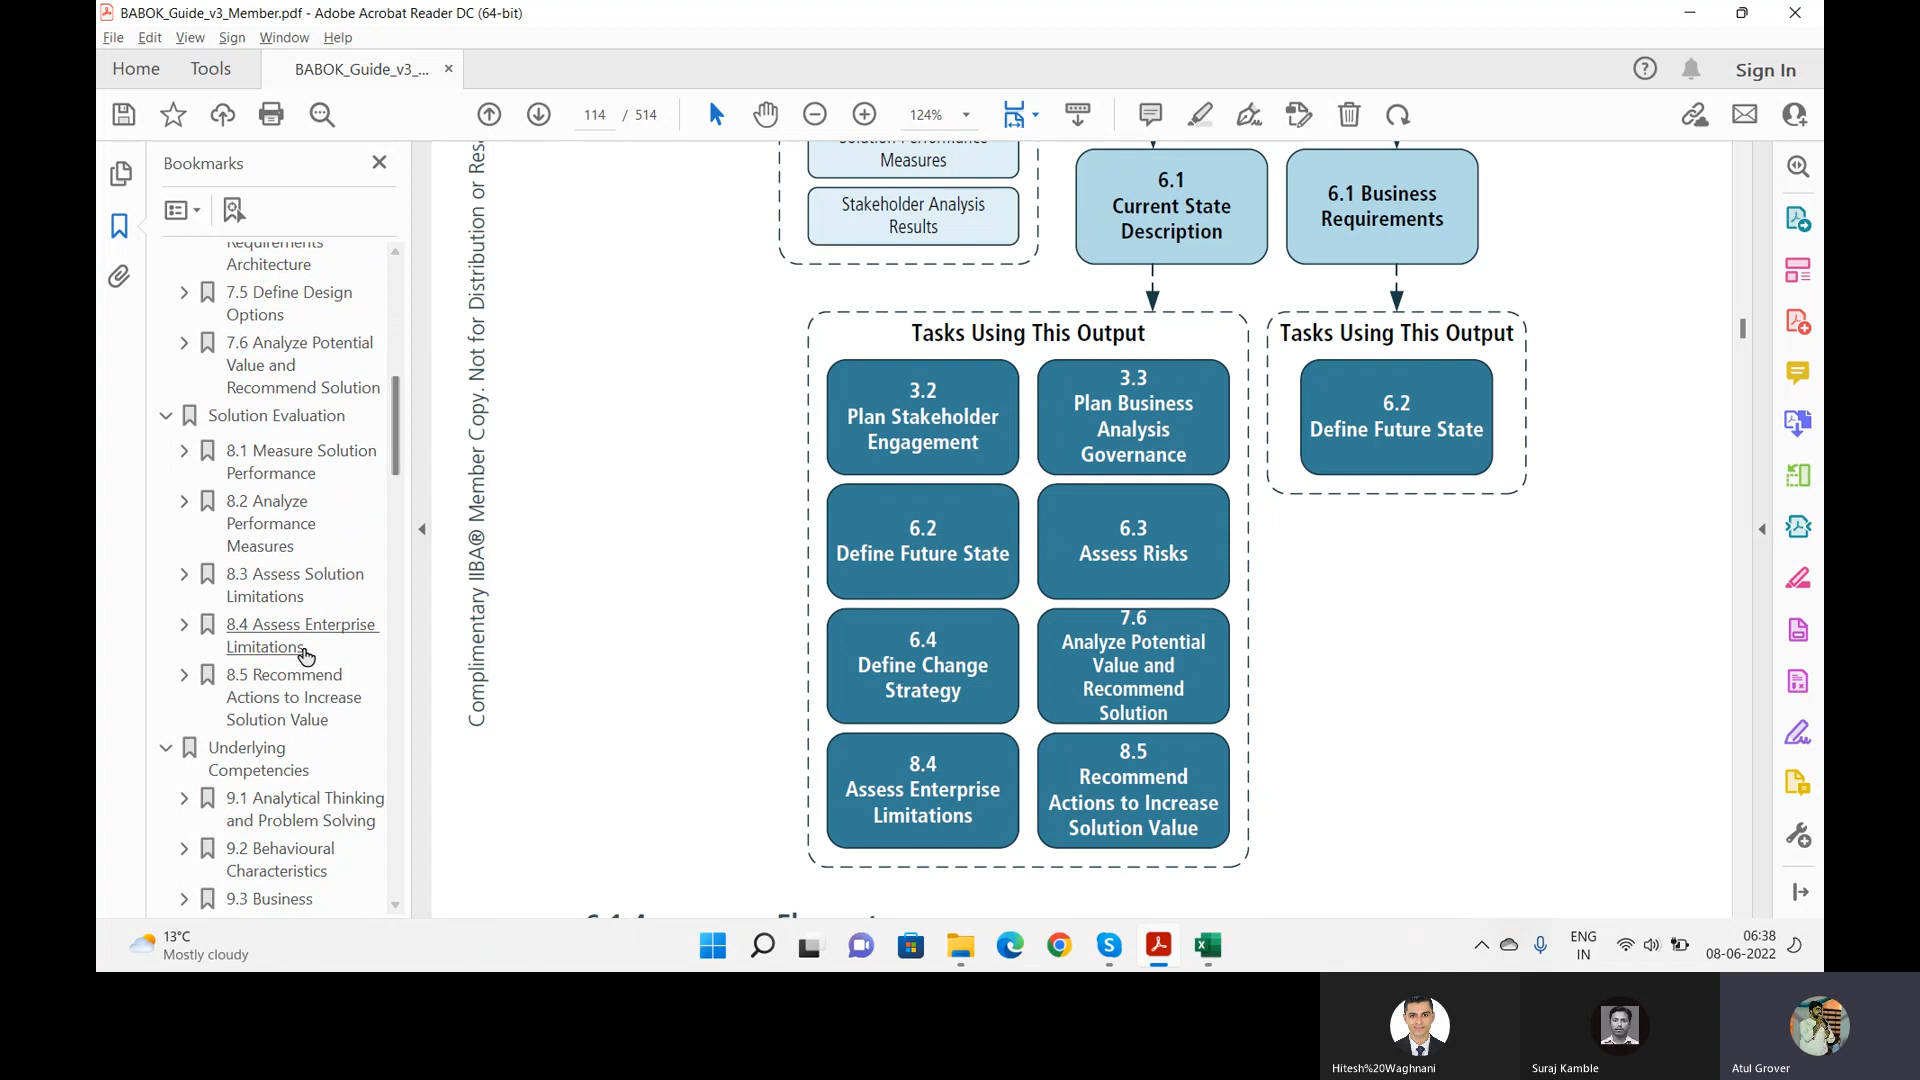 BABOK_Guide_v3_Member.pdf - Adobe Acrobat Reader DC (64-bit)
File Edit View Sign Window Help
Home Tools BABOK_Guide_v3_... × Sign In
114 / 514 124%
Bookmarks
Requirements
Architecture
7.5 Define Design
Options
7.6 Analyze Potential
Value and
Recommend Solution
Solution Evaluation
8.1 Measure Solution
Performance
8.2 Analyze
Performance
Measures
8.3 Assess Solution
Limitations
8.4 Assess Enterprise
Limitations
8.5 Recommend
Actions to Increase
Solution Value
Underlying
Competencies
9.1 Analytical Thinking
and Problem Solving
9.2 Behavioural
Characteristics
9.3 Business
Complimentary IIBA® Member Copy. Not for Distribution or Res
Solution Performance
Measures
Stakeholder Analysis
Results
6.1
Current State
Description
6.1 Business
Requirements
Tasks Using This Output
3.2
Plan Stakeholder
Engagement
3.3
Plan Business
Analysis
Governance
6.2
Define Future State
6.3
Assess Risks
6.4
Define Change
Strategy
7.6
Analyze Potential
Value and
Recommend
Solution
8.4
Assess Enterprise
Limitations
8.5
Recommend
Actions to Increase
Solution Value
Tasks Using This Output
6.2
Define Future State
13°C
Mostly cloudy
ENG
IN
06:38
08-06-2022
Hitesh%20Waghnani
Suraj Kamble
Atul Grover